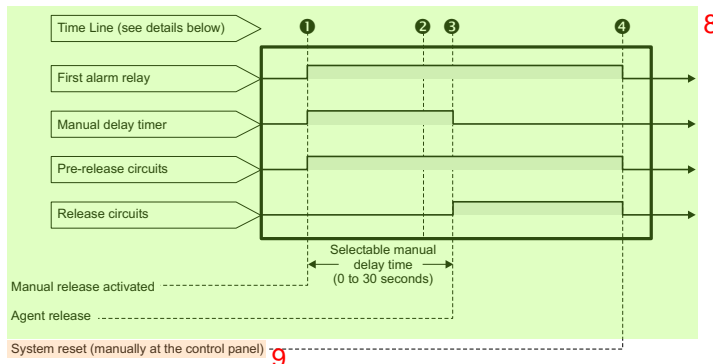 Time Line (see details below)
❶ ❷ ❸ ❹
8
First alarm relay
Manual delay timer
Pre-release circuits
Release circuits
Selectable manual
delay time
(0 to 30 seconds)
Manual release activated
Agent release
System reset (manually at the control panel)
9